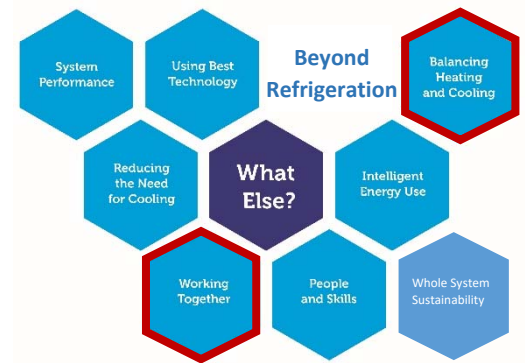 System
Performance
Using Best
Technology
Beyond
Refrigeration
Balancing
Heating
and Cooling
Reducing
the Need
for Cooling
What
Else?
Intelligent
Energy Use
Working
Together
People
and Skills
Whole System
Sustainability